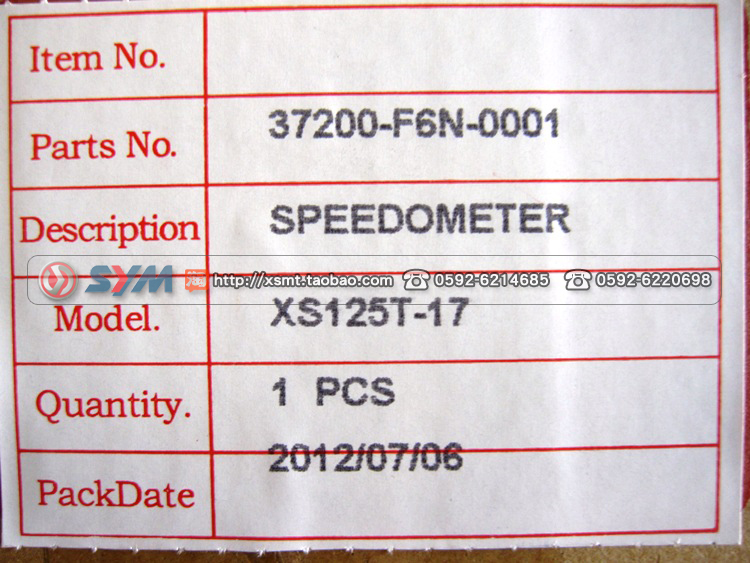 Item No.
Parts No. 37200-F6N-0001
Description SPEEDOMETER
SYM 淘 http://xsmt.taobao.com ☎ 0592-6214685 ☎ 0592-6220698
Model. XS125T-17
Quantity. 1 PCS
PackDate 2012/07/06